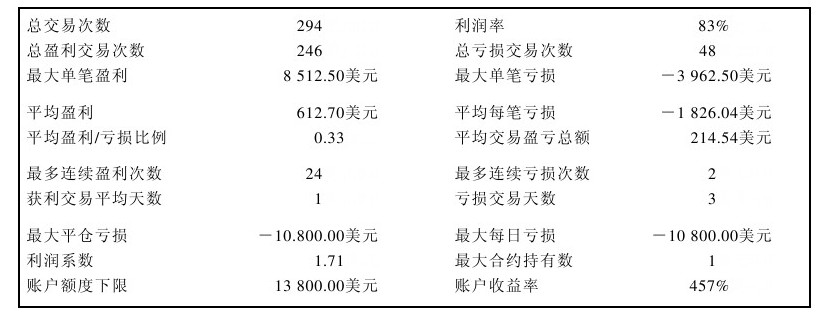 总交易次数 294 利润率 83%
总盈利交易次数 246 总亏损交易次数 48
最大单笔盈利 8 512.50美元 最大单笔亏损 －3 962.50美元
平均盈利 612.70美元 平均每笔亏损 －1 826.04美元
平均盈利/亏损比例 0.33 平均交易盈亏总额 214.54美元
最多连续盈利次数 24 最多连续亏损次数 2
获利交易平均天数 1 亏损交易天数 3
最大平仓亏损 －10.800.00美元 最大每日亏损 －10 800.00美元
利润系数 1.71 最大合约持有数 1
账户额度下限 13 800.00美元 账户收益率 457%